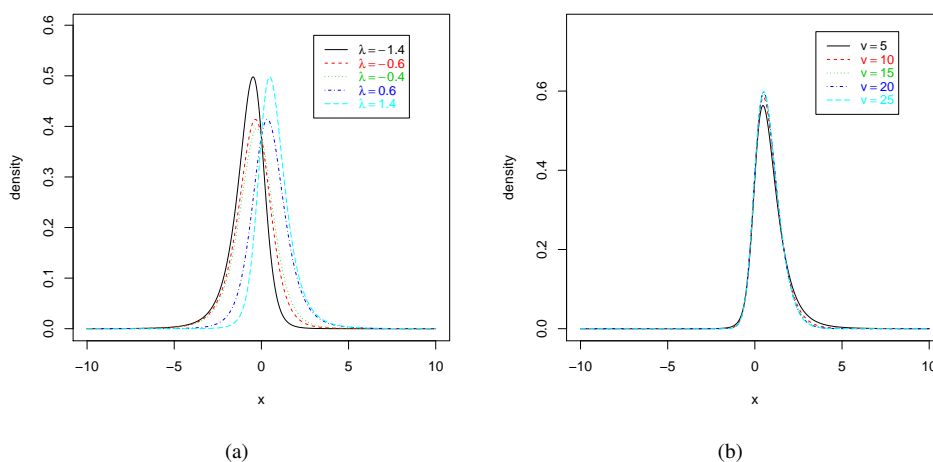 0.6
0.5
0.4
0.3
0.2
0.1
0.0
density
λ̂ = −1.4
λ̂ = −0.6
λ̂ = −0.4
λ̂ = 0.6
λ̂ = 1.4
−10
−5
0
5
10
x
(a)
0.6
0.4
0.2
0.0
density
v = 5
v = 10
v = 15
v = 20
v = 25
−10
−5
0
5
10
x
(b)